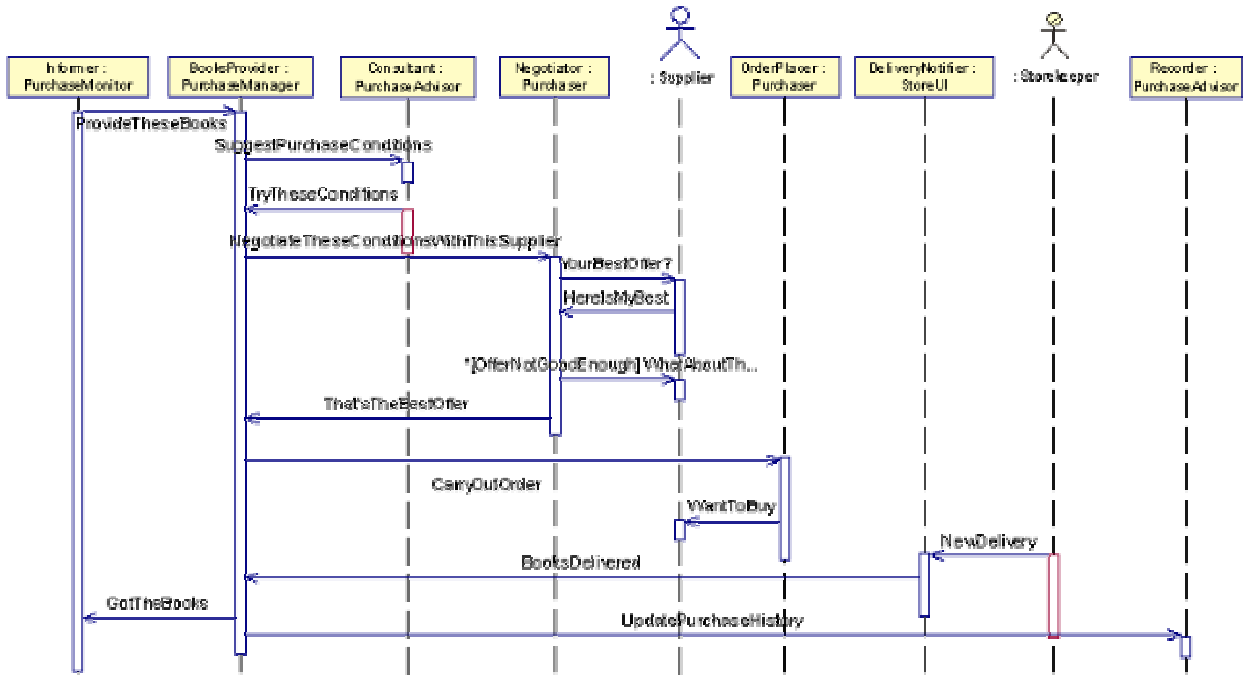 Informer :
PurchaseMonitor
BooksProvider :
PurchaseManager
Consultant :
PurchaseAdvisor
Negotiator :
Purchaser
: Supplier
OrderPlacer :
Purchaser
DeliveryNotifier :
StoreUI
: Storekeeper
Recorder :
PurchaseAdvisor
ProvideTheseBooks
SuggestPurchaseConditions
TryTheseConditions
NegotiateTheseConditionsWithThisSupplier
YourBestOffer?
HereIsMyBest
*[OfferNotGoodEnough] WhatAboutTh...
That'sTheBestOffer
CarryOutOrder
WantToBuy
NewDelivery
BooksDelivered
GotTheBooks
UpdatePurchaseHistory